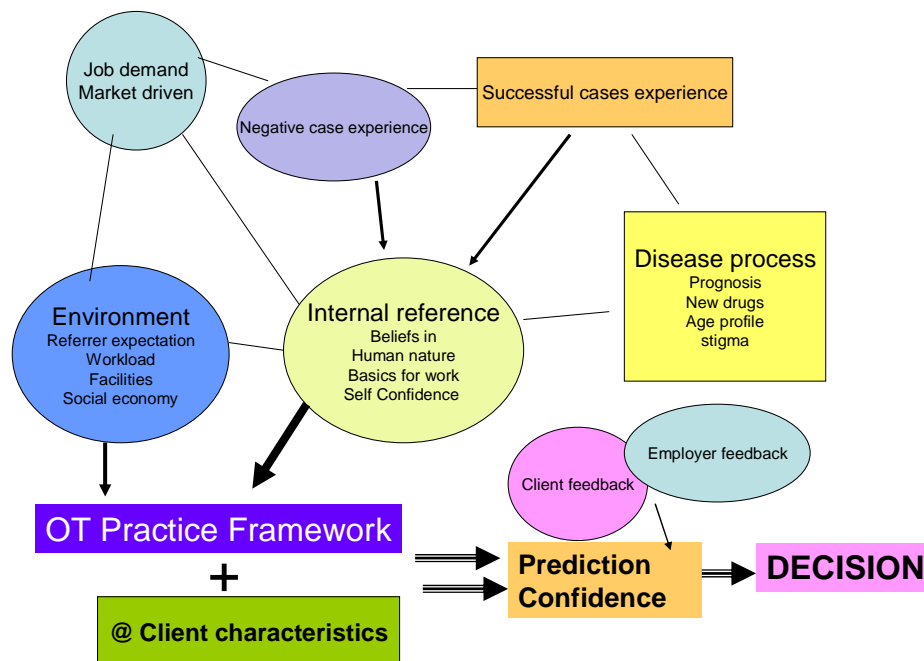 Job demand
Market driven
Negative case experience
Successful cases experience
Disease process
Prognosis
New drugs
Age profile
stigma
Environment
Referrer expectation
Workload
Facilities
Social economy
Internal reference
Beliefs in
Human nature
Basics for work
Self Confidence
Client feedback
Employer feedback
OT Practice Framework
+
@ Client characteristics
Prediction
Confidence
DECISION